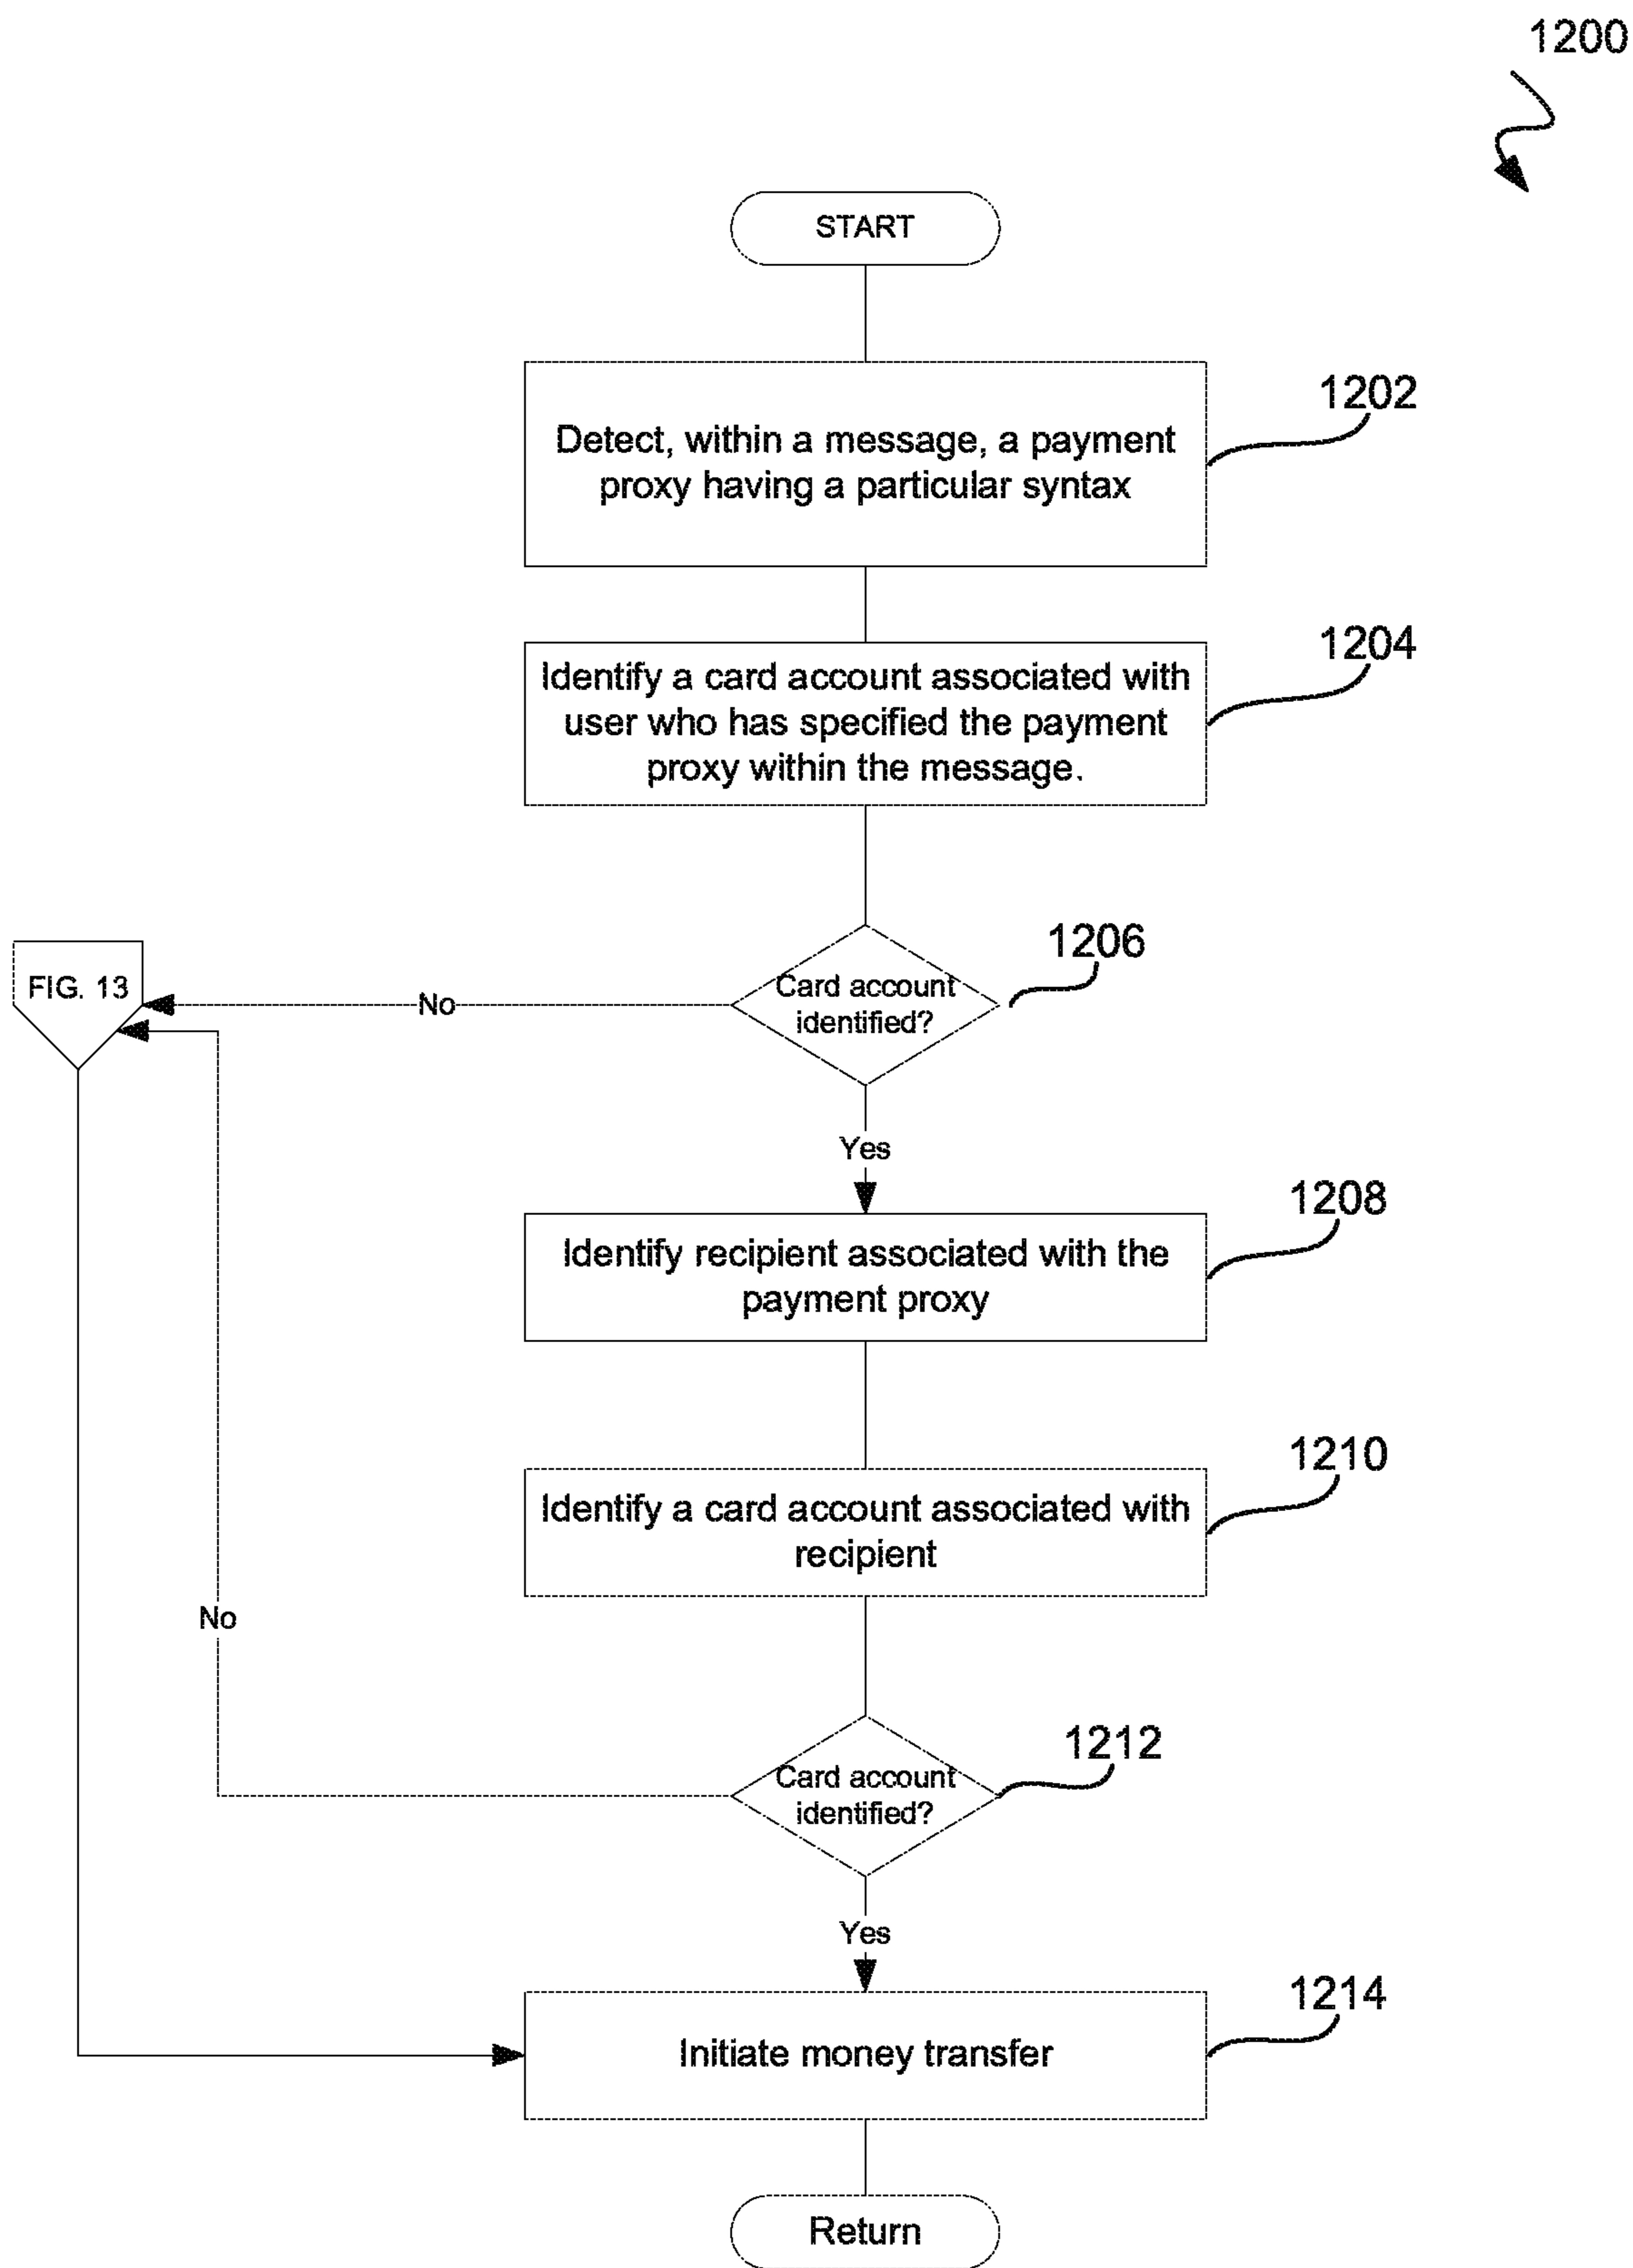 1200
START
Detect, within a message, a payment
proxy having a particular syntax
1202
Identify a card account associated with
user who has specified the payment
proxy within the message.
1204
FIG. 13
No
Card account
identified?
1206
Yes
Identify recipient associated with the
payment proxy
1208
Identify a card account associated with
recipient
1210
No
Card account
identified?
1212
Yes
Initiate money transfer
1214
Return